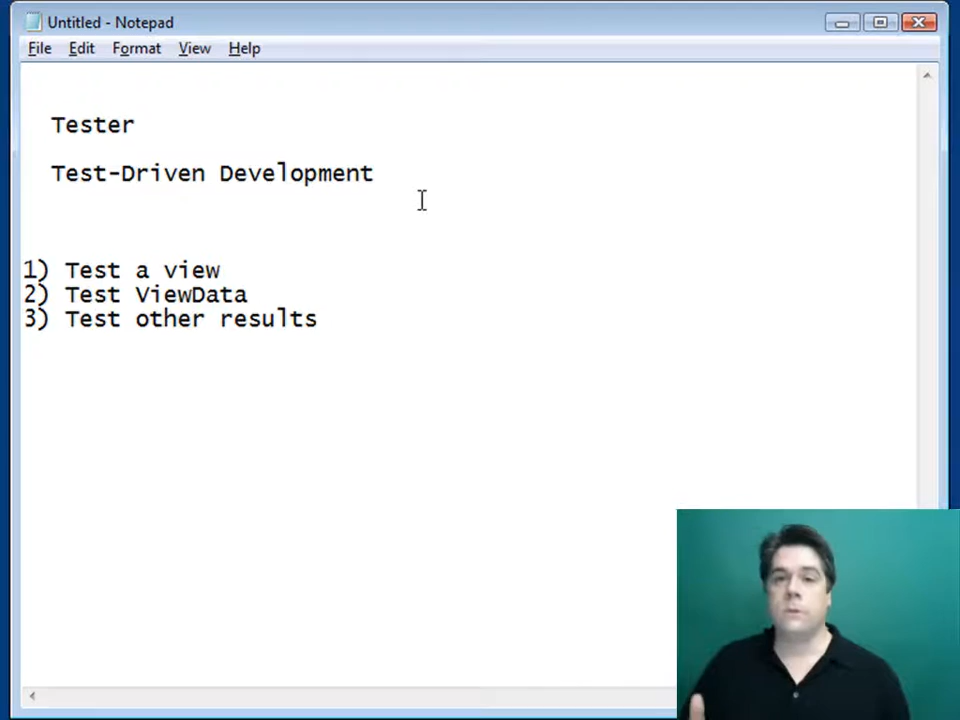 Untitled - Notepad
File Edit Format View Help
Tester
Test-Driven Development
1) Test a view
2) Test ViewData
3) Test other results